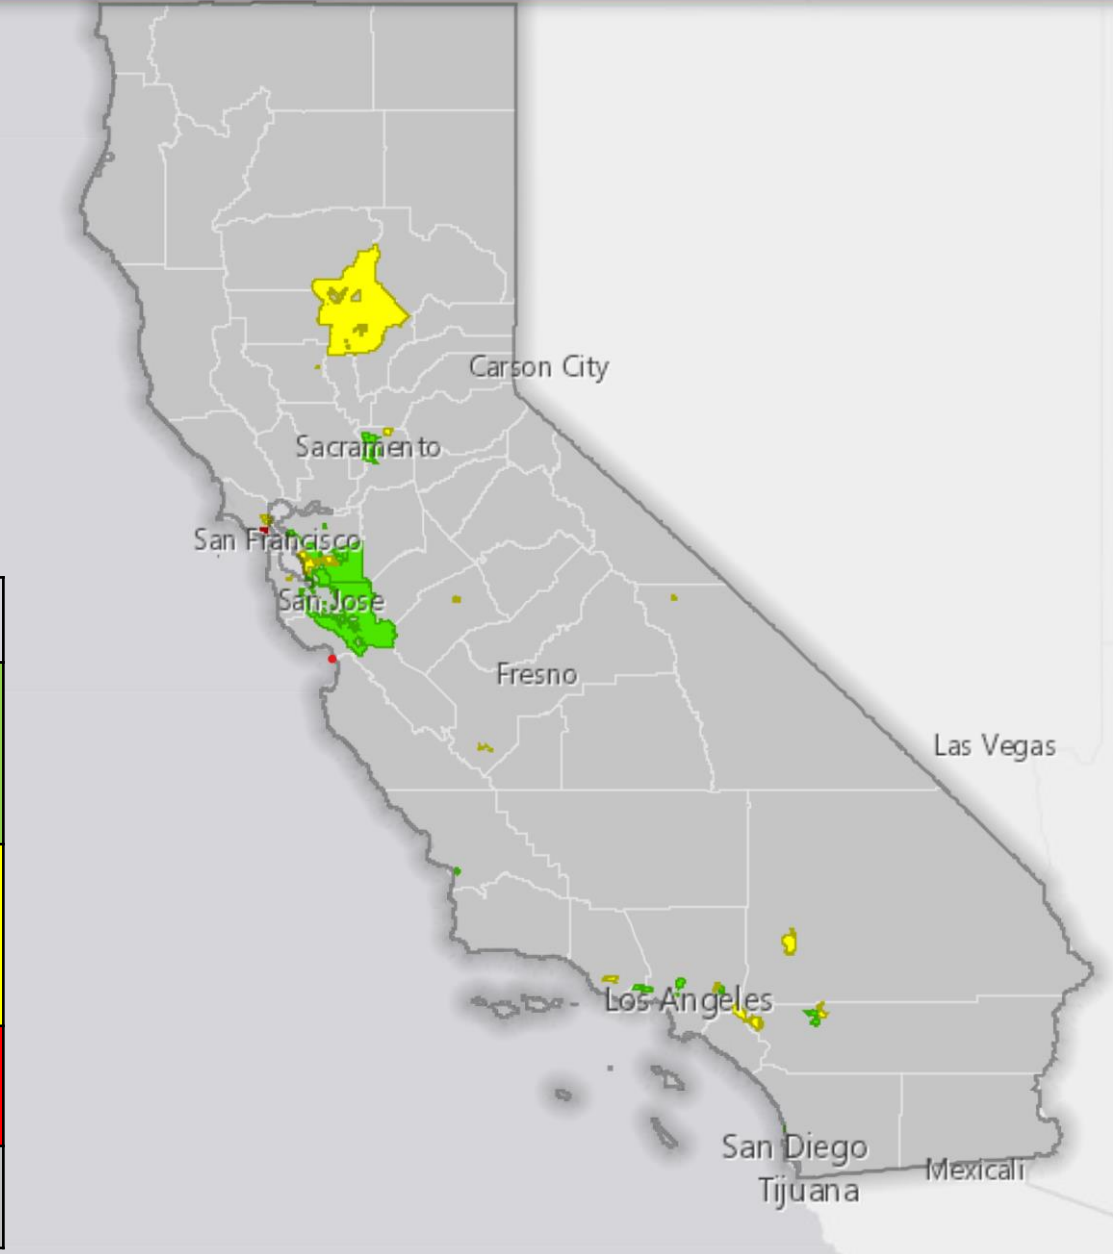 Carson City
Sacramento
San Francisco
San Jose
Fresno
Las Vegas
Los Angeles
San Diego
Mexicali
Tijuana